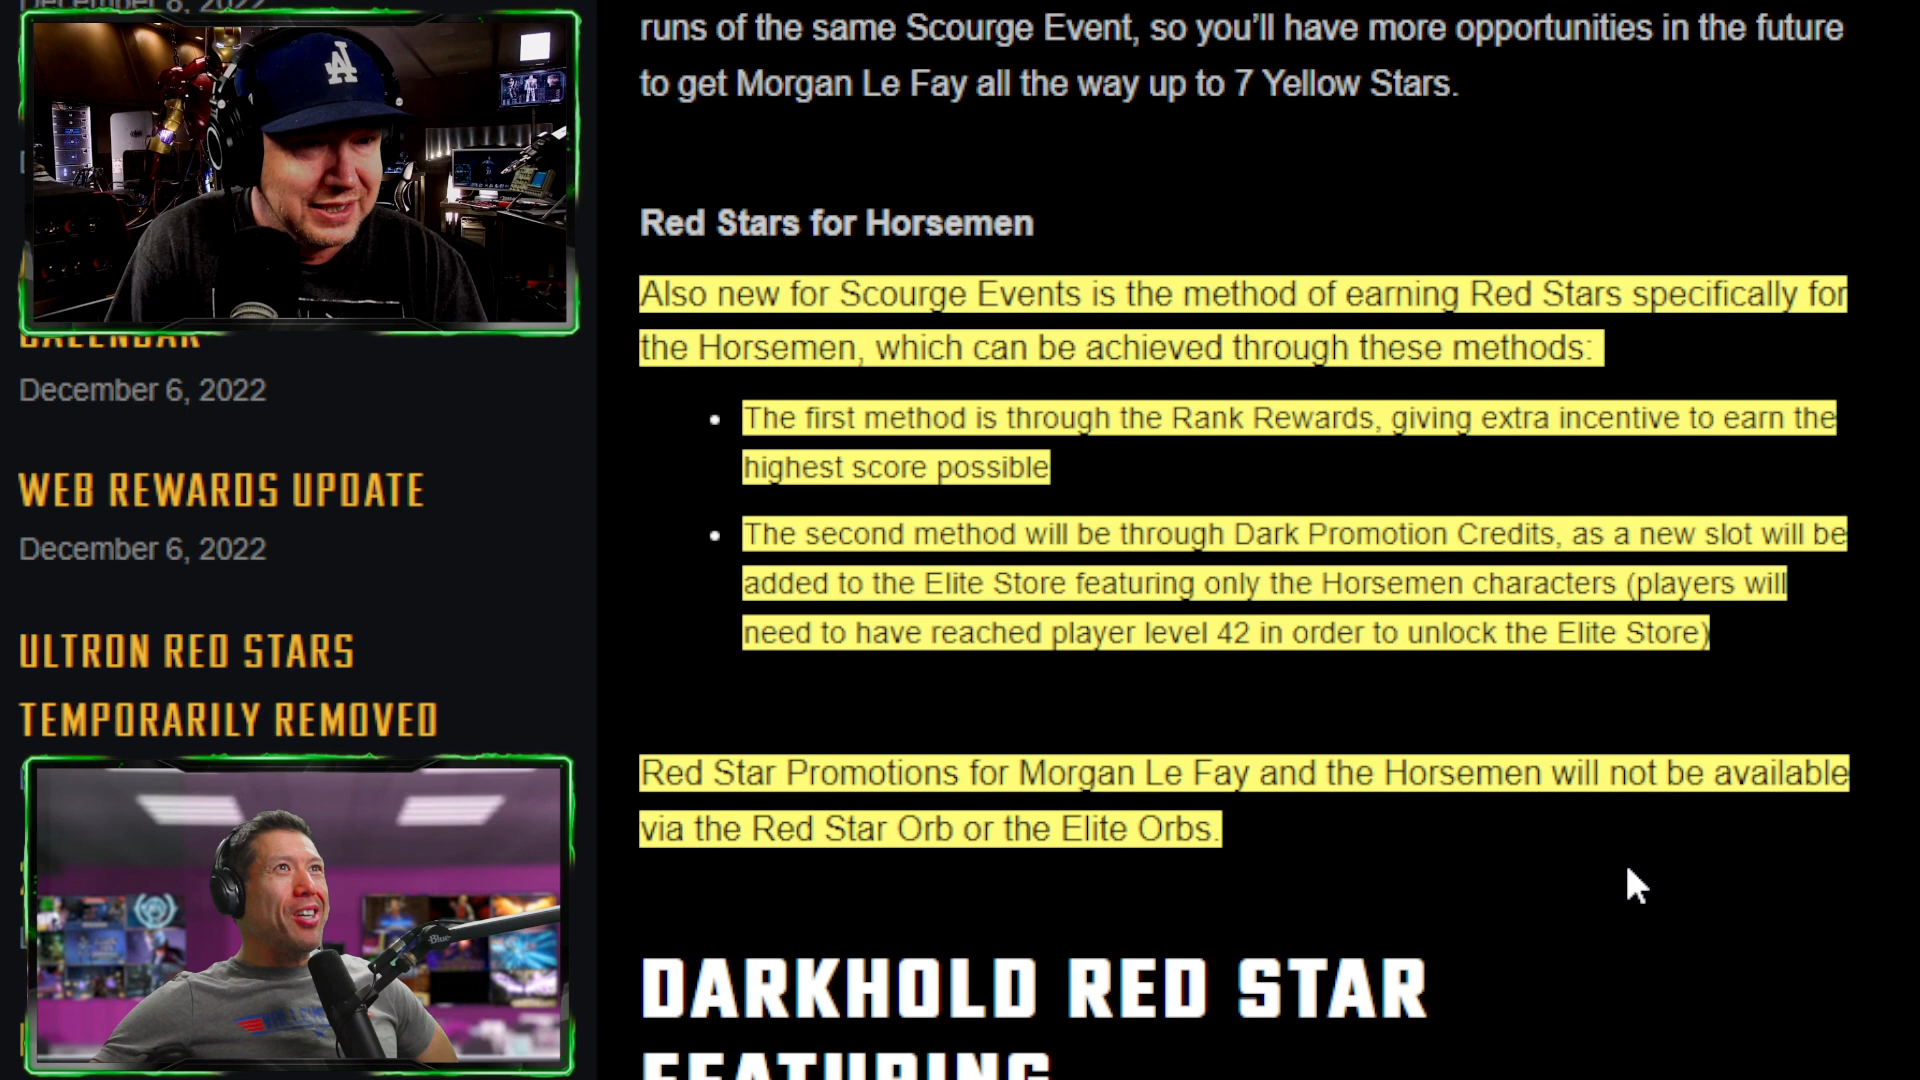 December 8, 2022
CALENDAR
December 6, 2022
WEB REWARDS UPDATE
December 6, 2022
ULTRON RED STARS
TEMPORARILY REMOVED
runs of the same Scourge Event, so you'll have more opportunities in the future
to get Morgan Le Fay all the way up to 7 Yellow Stars.
Red Stars for Horsemen
Also new for Scourge Events is the method of earning Red Stars specifically for
the Horsemen, which can be achieved through these methods:
• The first method is through the Rank Rewards, giving extra incentive to earn the
highest score possible
• The second method will be through Dark Promotion Credits, as a new slot will be
added to the Elite Store featuring only the Horsemen characters (players will
need to have reached player level 42 in order to unlock the Elite Store)
Red Star Promotions for Morgan Le Fay and the Horsemen will not be available
via the Red Star Orb or the Elite Orbs.
DARKHOLD RED STAR
FEATURING
LA
Blue